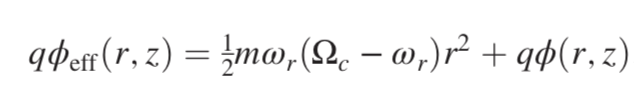 qϕ_eff(r, z) = ½mω_r(Ω_c − ω_r)r² + qϕ(r, z)